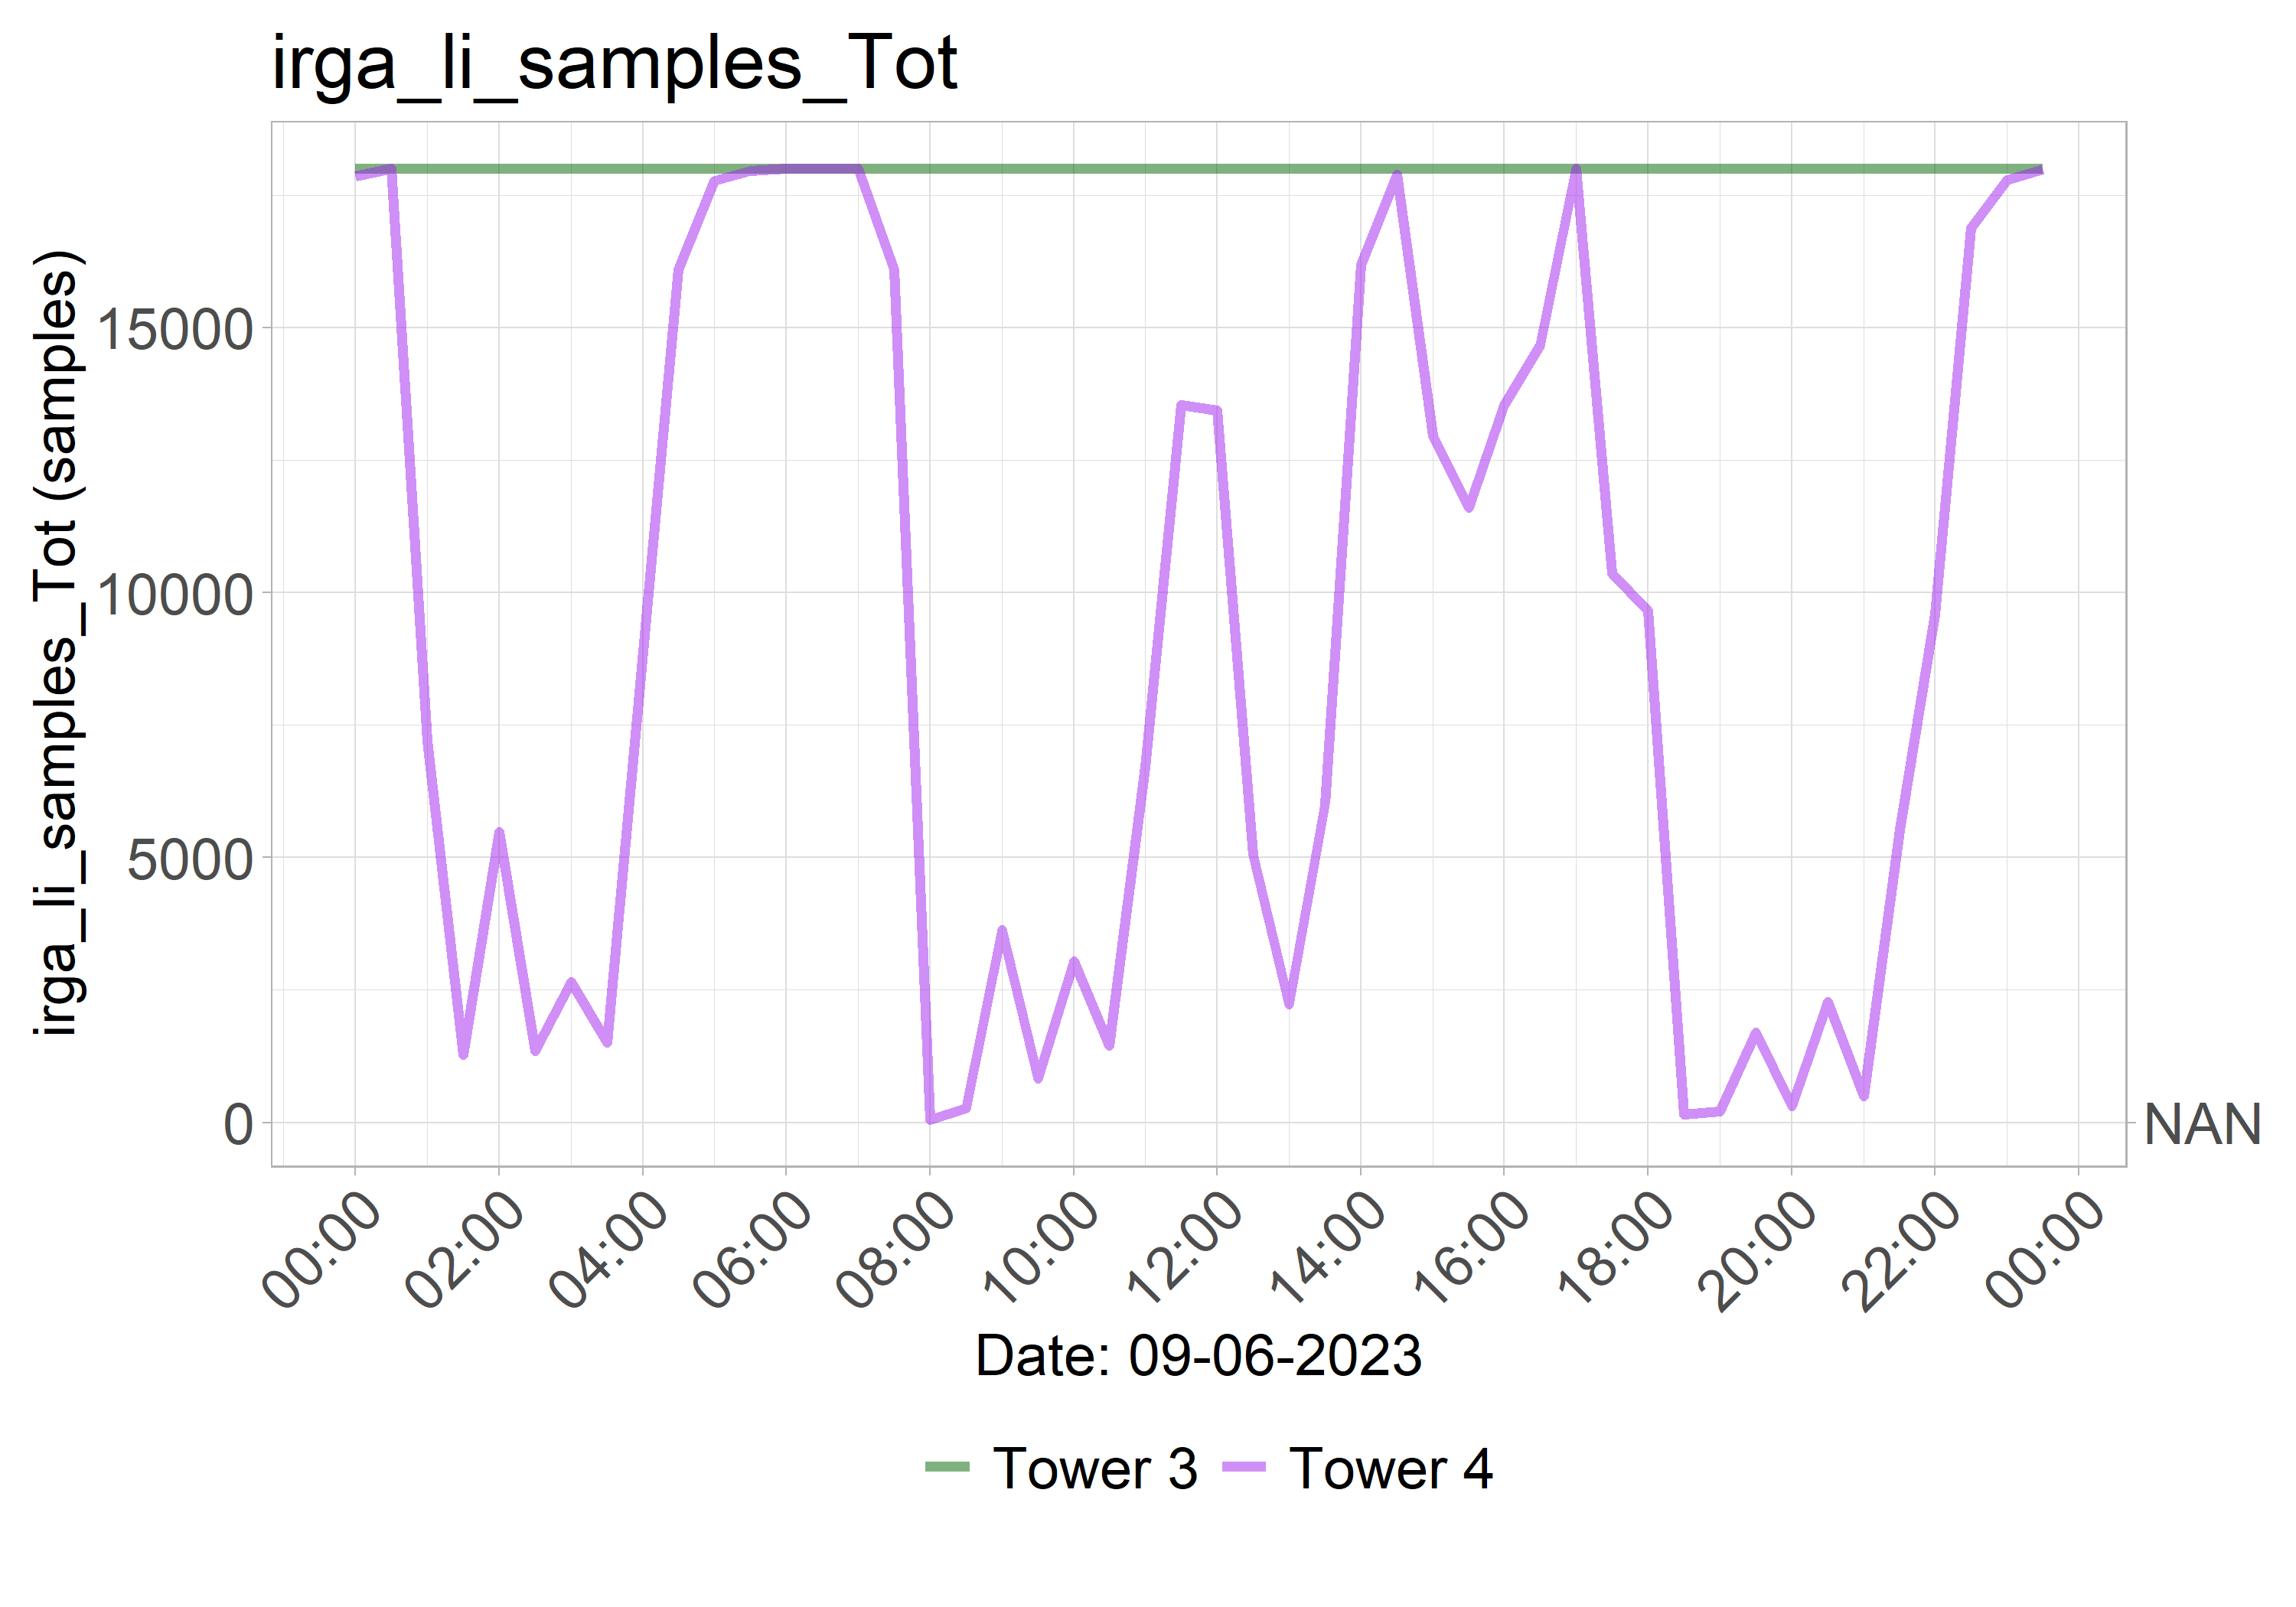 irga_li_samples_Tot
irga_li_samples_Tot (samples)
15000
10000
5000
0
NAN
00:00 02:00 04:00 06:00 08:00 10:00 12:00 14:00 16:00 18:00 20:00 22:00 00:00
Date: 09-06-2023
Tower 3 Tower 4